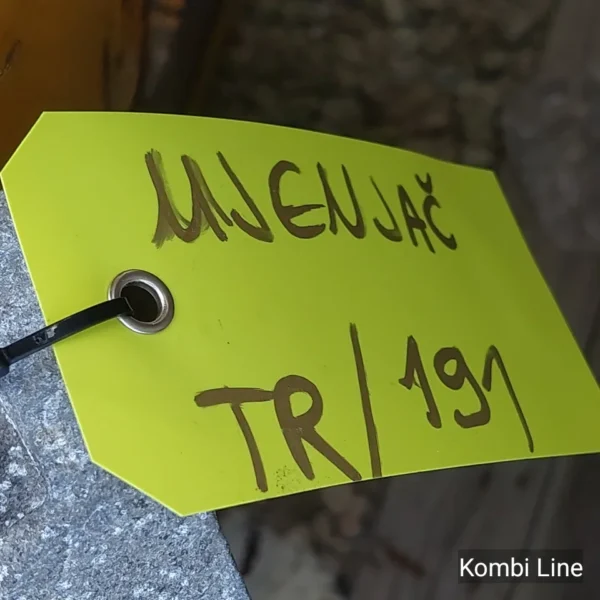 MJENJAČ
TR/191
Kombi Line